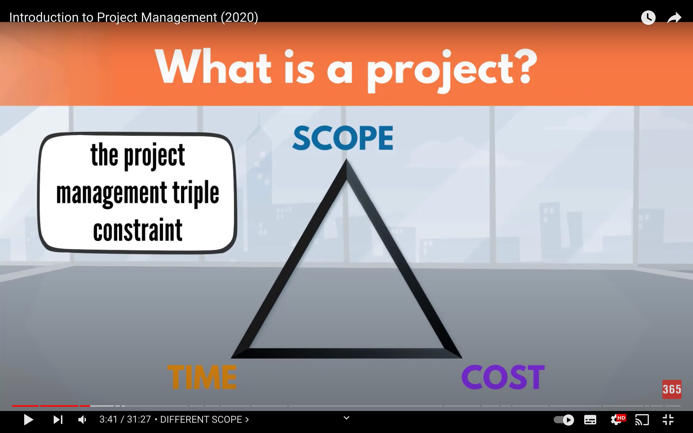 Introduction to Project Management (2020)
What is a project?
SCOPE
the project
management triple
constraint
TIME
COST
365
3:41 / 31:27 • DIFFERENT SCOPE >
HD